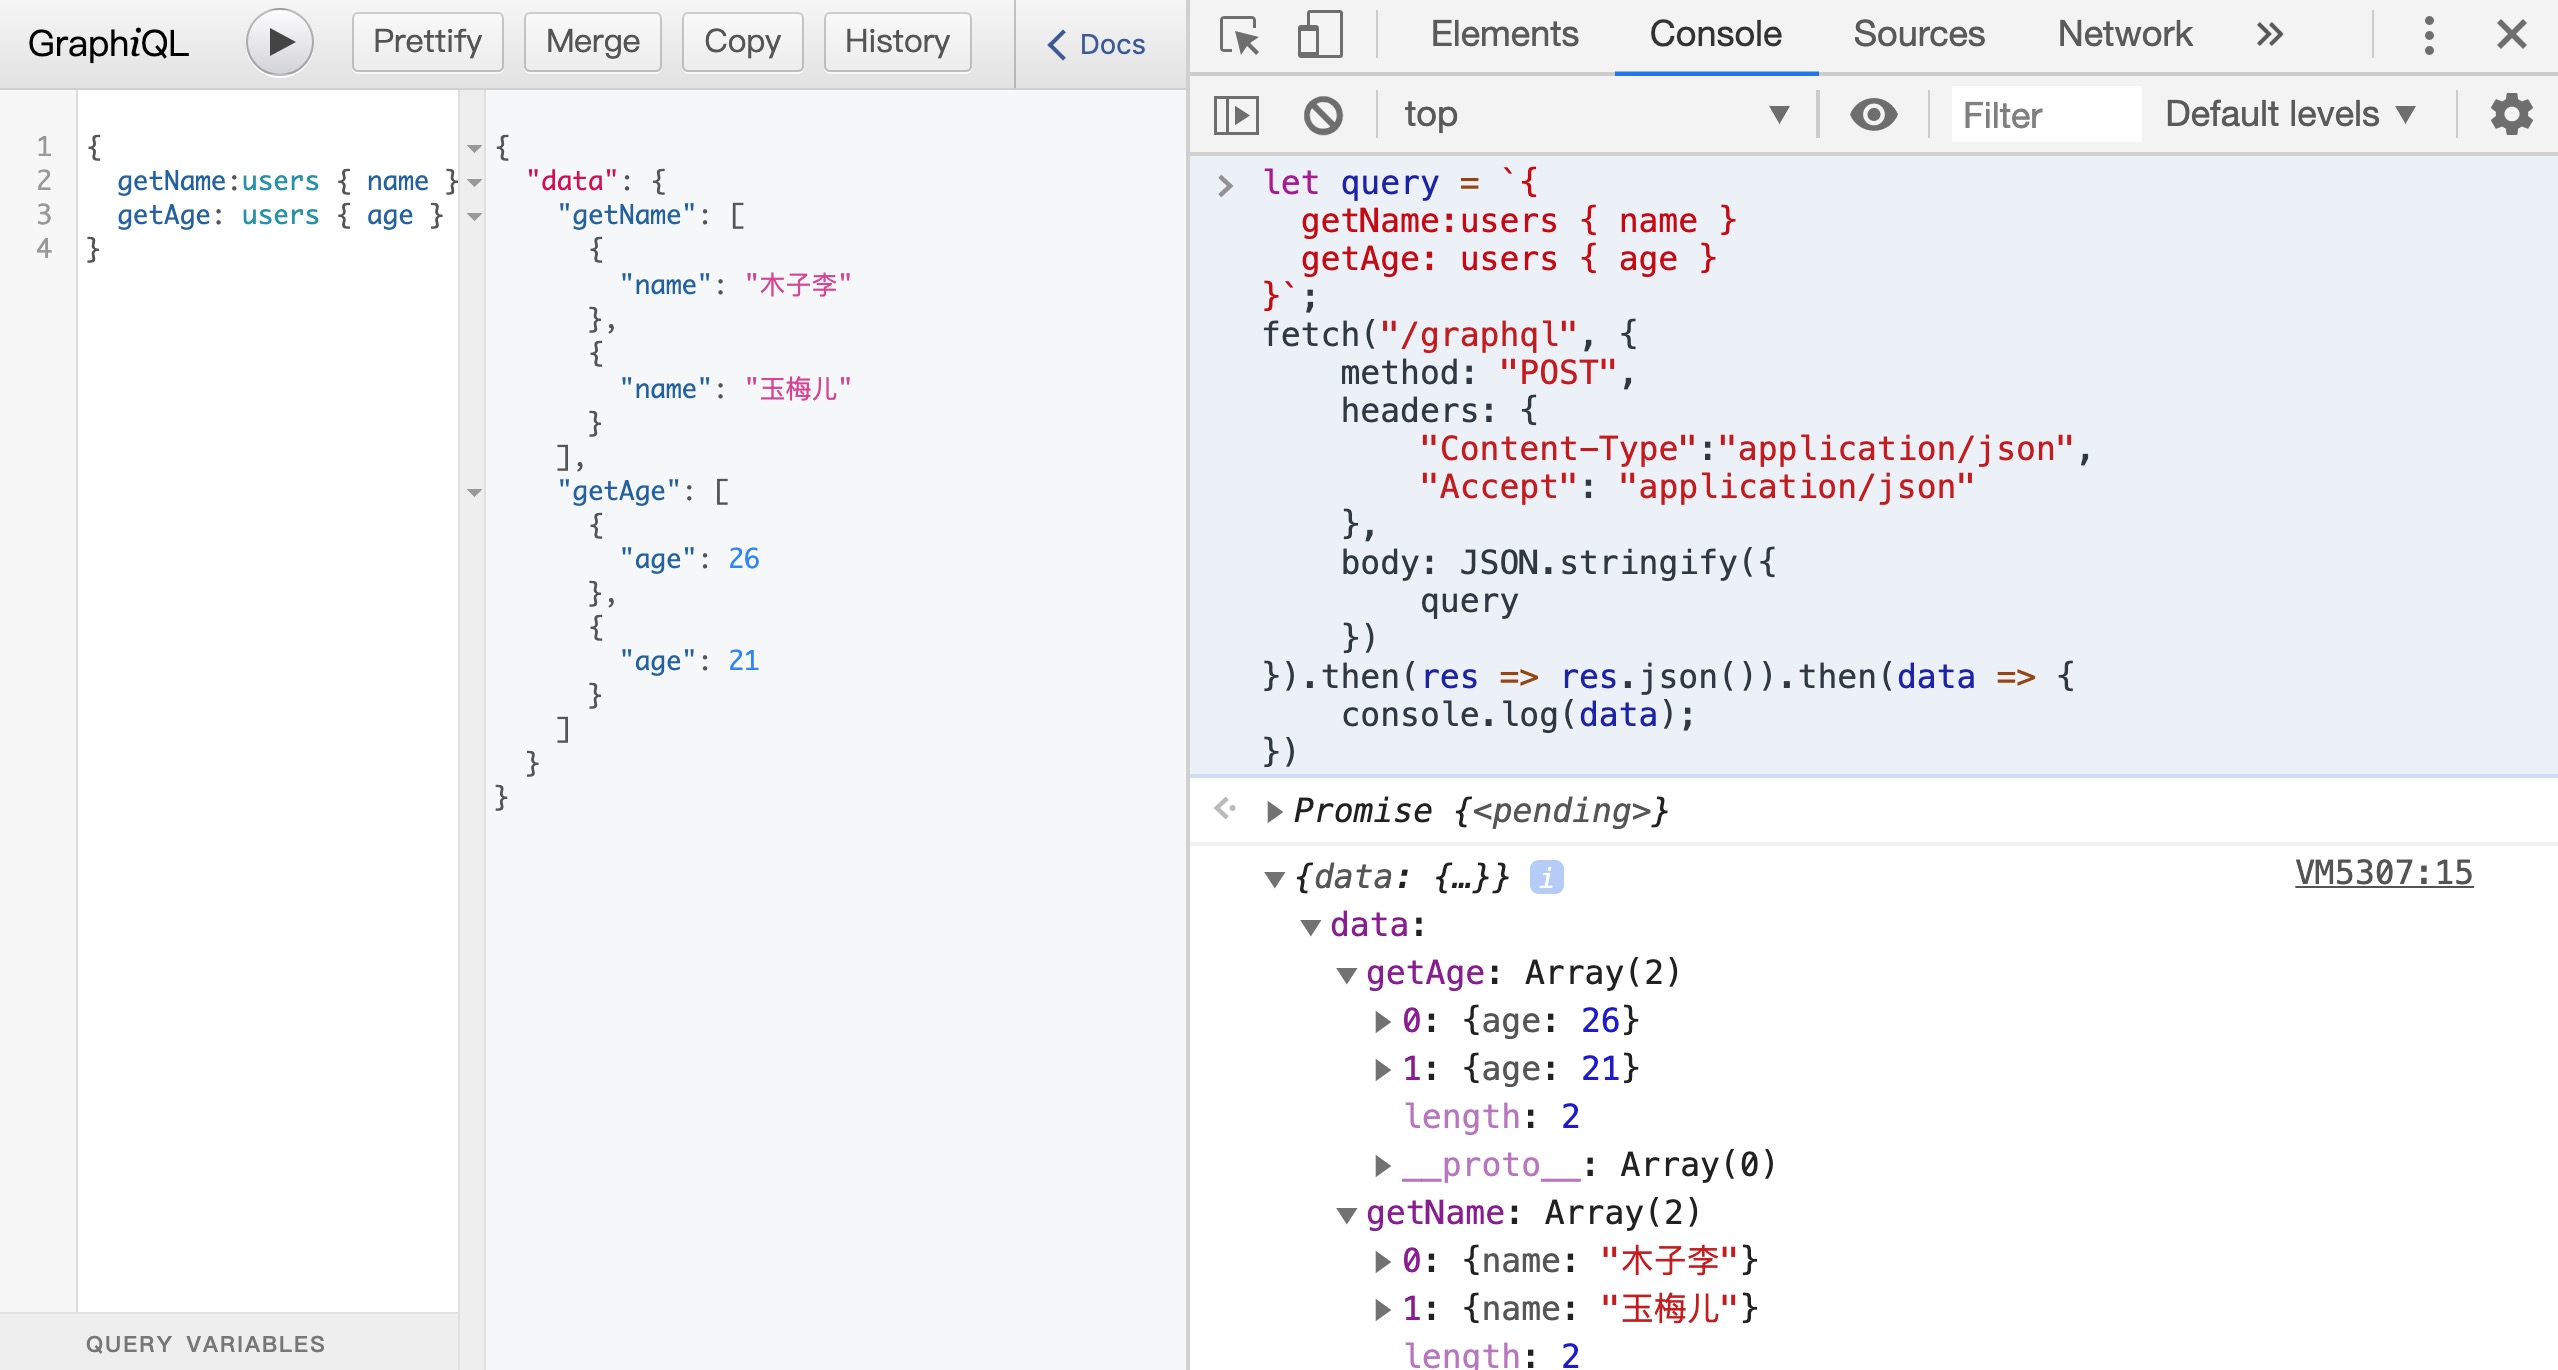 GraphiQL Prettify Merge Copy History Docs
1 {
2   getName:users { name }
3   getAge: users { age }
4 }
QUERY VARIABLES
{
  "data": {
    "getName": [
      {
        "name": "木子李"
      },
      {
        "name": "玉梅儿"
      }
    ],
    "getAge": [
      {
        "age": 26
      },
      {
        "age": 21
      }
    ]
  }
}
Elements Console Sources Network »
top Filter Default levels
let query = `{
  getName:users { name }
  getAge: users { age }
}`;
fetch("/graphql", {
    method: "POST",
    headers: {
        "Content-Type":"application/json",
        "Accept": "application/json"
    },
    body: JSON.stringify({
        query
    })
}).then(res => res.json()).then(data => {
    console.log(data);
})
Promise {<pending>}
{data: {…}} i VM5307:15
data:
getAge: Array(2)
0: {age: 26}
1: {age: 21}
length: 2
__proto__: Array(0)
getName: Array(2)
0: {name: "木子李"}
1: {name: "玉梅儿"}
length: 2